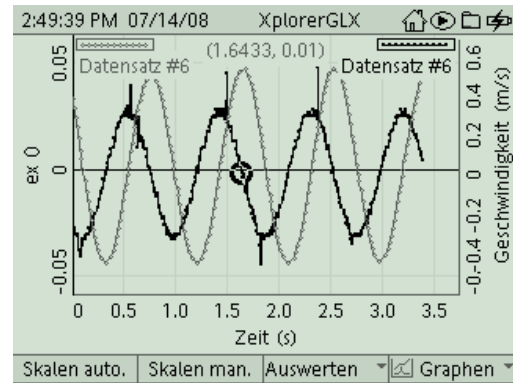 2:49:39 PM 07/14/08 XplorerGLX
(1.6433, 0.01)
Datensatz #6 Datensatz #6
0.05
0
-0.05
ex 0
0.6
0.4
0.2
0
-0.2
-0.4
Geschwindigkeit (m/s)
0 0.5 1.0 1.5 2.0 2.5 3.0 3.5
Zeit (s)
Skalen auto. Skalen man. Auswerten Graphen